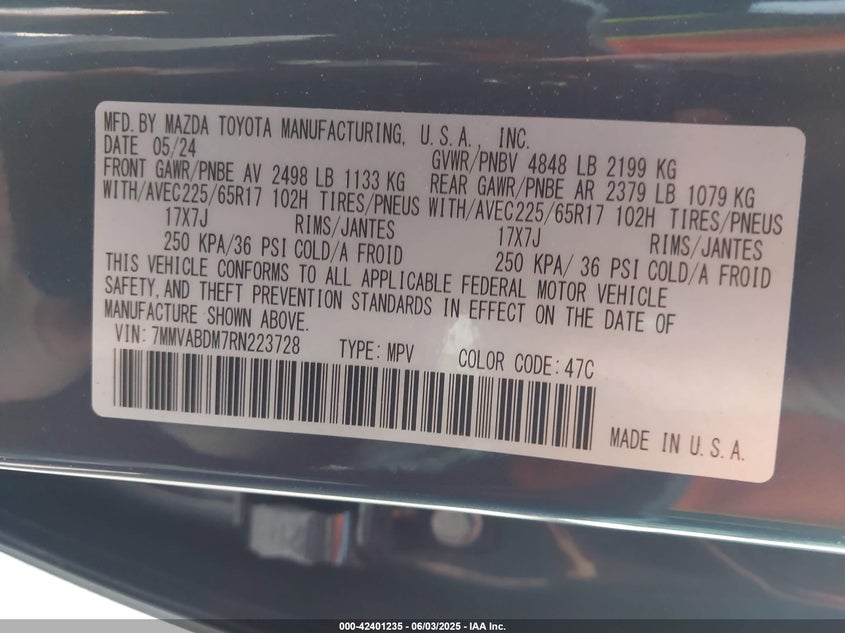 MFD. BY MAZDA TOYOTA MANUFACTURING, U.S.A., INC.
DATE 05/24 GVWR/PNBV 4848 LB 2199 KG
FRONT GAWR/PNBE AV 2498 LB 1133 KG REAR GAWR/PNBE AR 2379 LB 1079 KG
WITH/AVEC225/65R17 102H TIRES/PNEUS WITH/AVEC225/65R17 102H TIRES/PNEUS
17X7J RIMS/JANTES 17X7J RIMS/JANTES
250 KPA/36 PSI COLD/A FROID 250 KPA/ 36 PSI COLD/A FROID
THIS VEHICLE CONFORMS TO ALL APPLICABLE FEDERAL MOTOR VEHICLE
SAFETY, AND THEFT PREVENTION STANDARDS IN EFFECT ON THE DATE OF
MANUFACTURE SHOWN ABOVE.
VIN: 7MMVABDM7RN223728 TYPE: MPV COLOR CODE: 47C
MADE IN U.S.A.
000-42401235 - 06/03/2025 - IAA Inc.